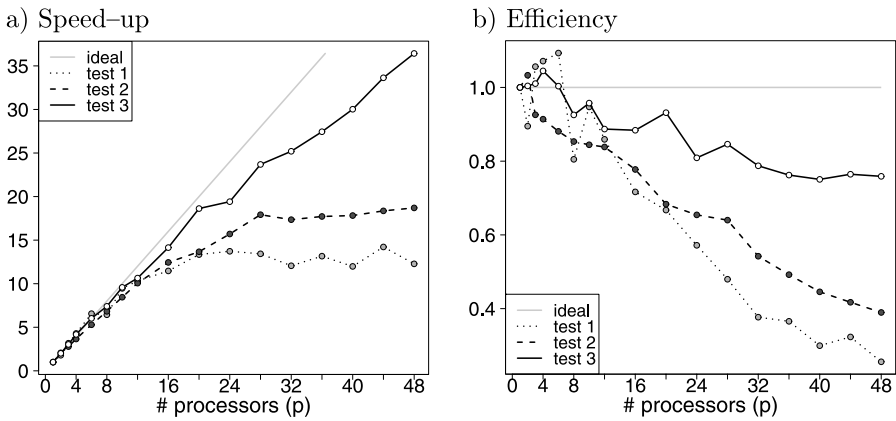 a) Speed–up
ideal
test 1
test 2
test 3
35
30
25
20
15
10
5
0
0 4 8 16 24 32 40 48
# processors (p)
b) Efficiency
1.0
0.8
0.6
0.4
ideal
test 1
test 2
test 3
0 4 8 16 24 32 40 48
# processors (p)